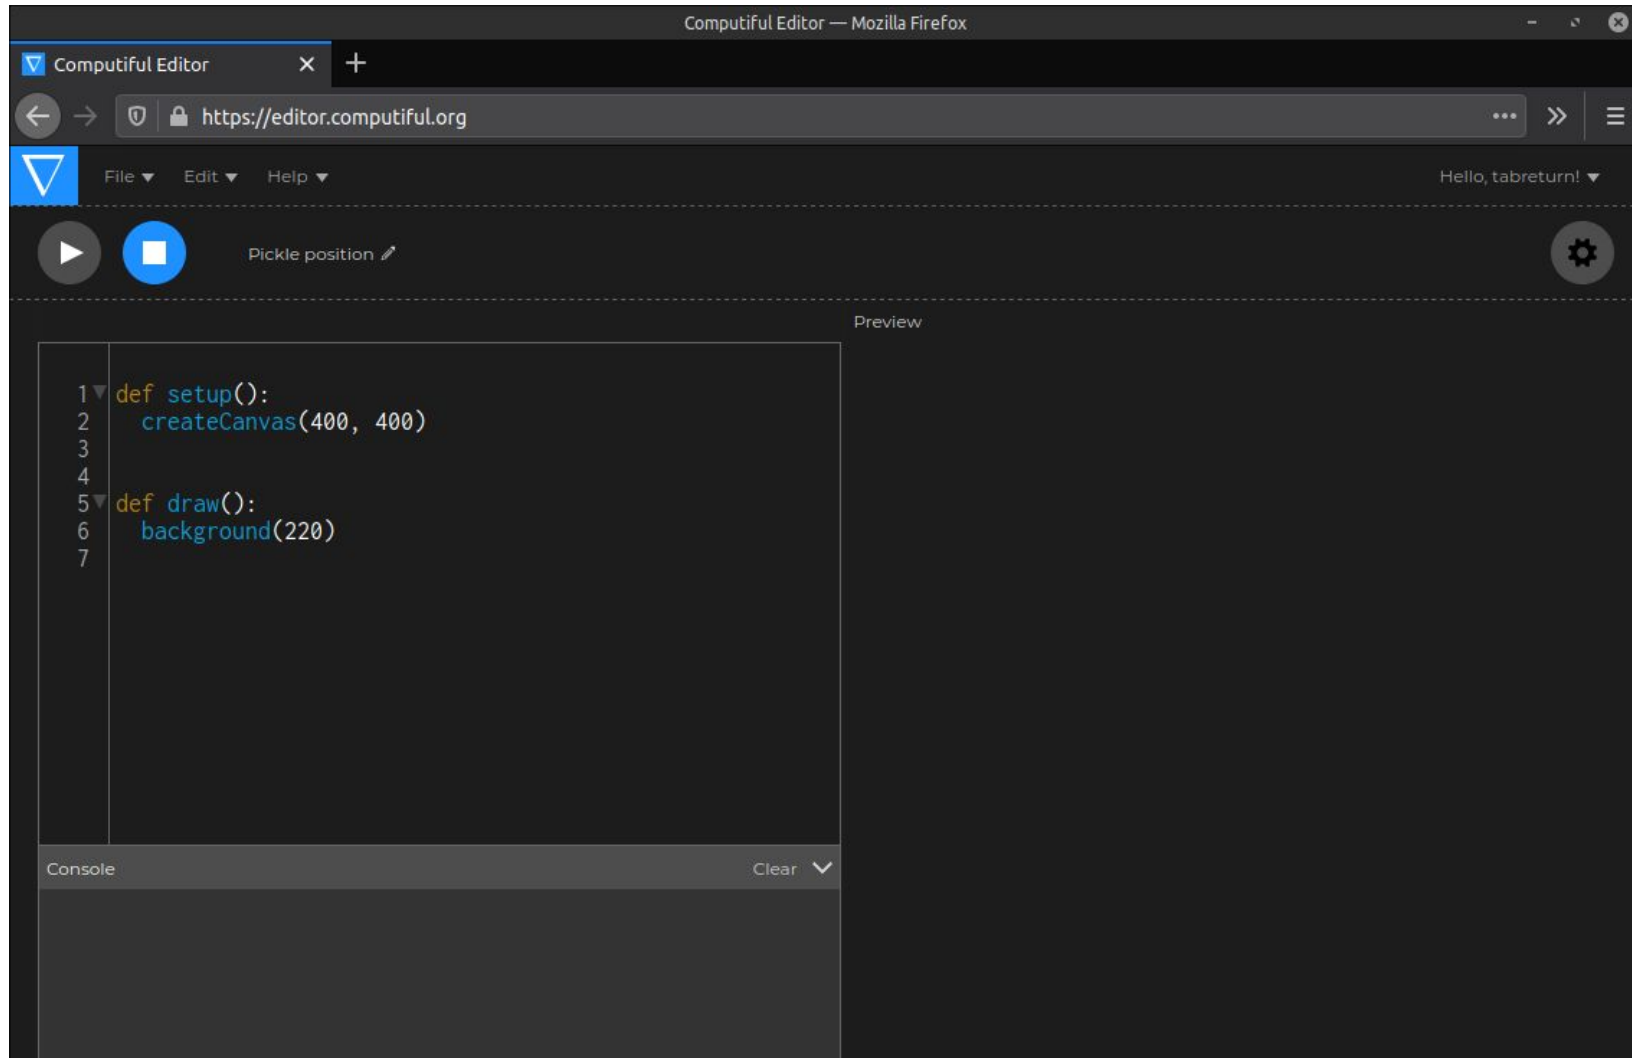 Computiful Editor — Mozilla Firefox
Computiful Editor
https://editor.computiful.org
File Edit Help Hello, tabreturn!
Pickle position
Preview
1 def setup():
2   createCanvas(400, 400)
3
4
5 def draw():
6   background(220)
7
Console Clear